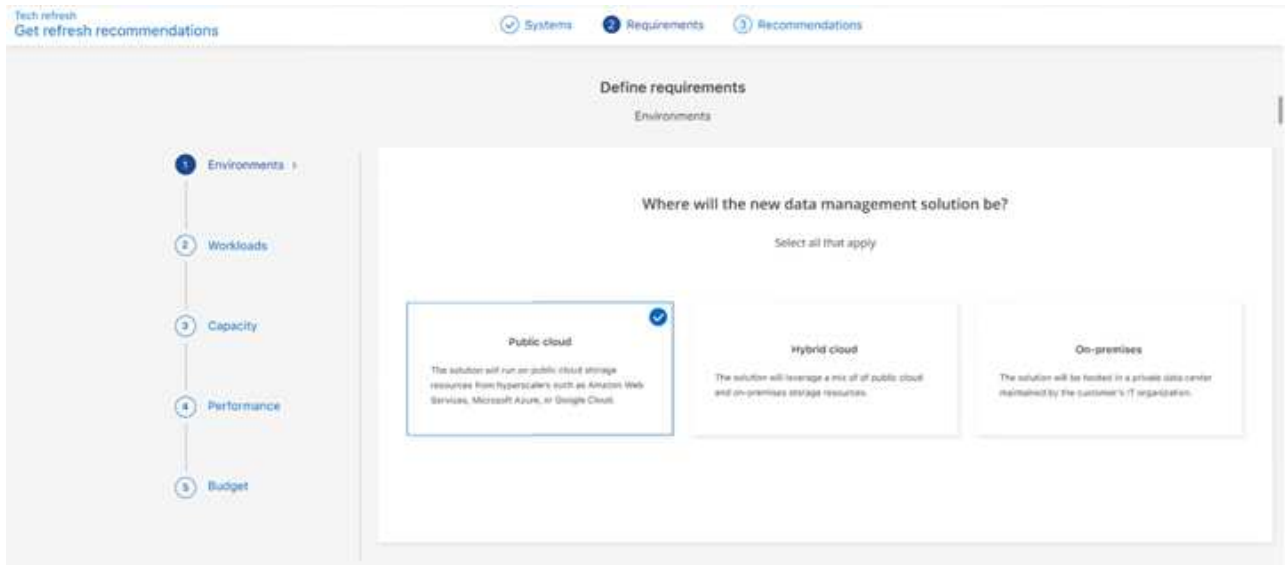 Tech refresh
Get refresh recommendations
Systems
2 Requirements
3 Recommendations
Define requirements
Environments
1 Environments ›
2 Workloads
3 Capacity
4 Performance
5 Budget
Where will the new data management solution be?
Select all that apply
Public cloud
The solution will run on public cloud storage
resources from hyperscalers such as Amazon Web
Services, Microsoft Azure, or Google Cloud.
Hybrid cloud
The solution will leverage a mix of of public cloud
and on-premises storage resources.
On-premises
The solution will be hosted in a private data center
maintained by the customer's IT organization.